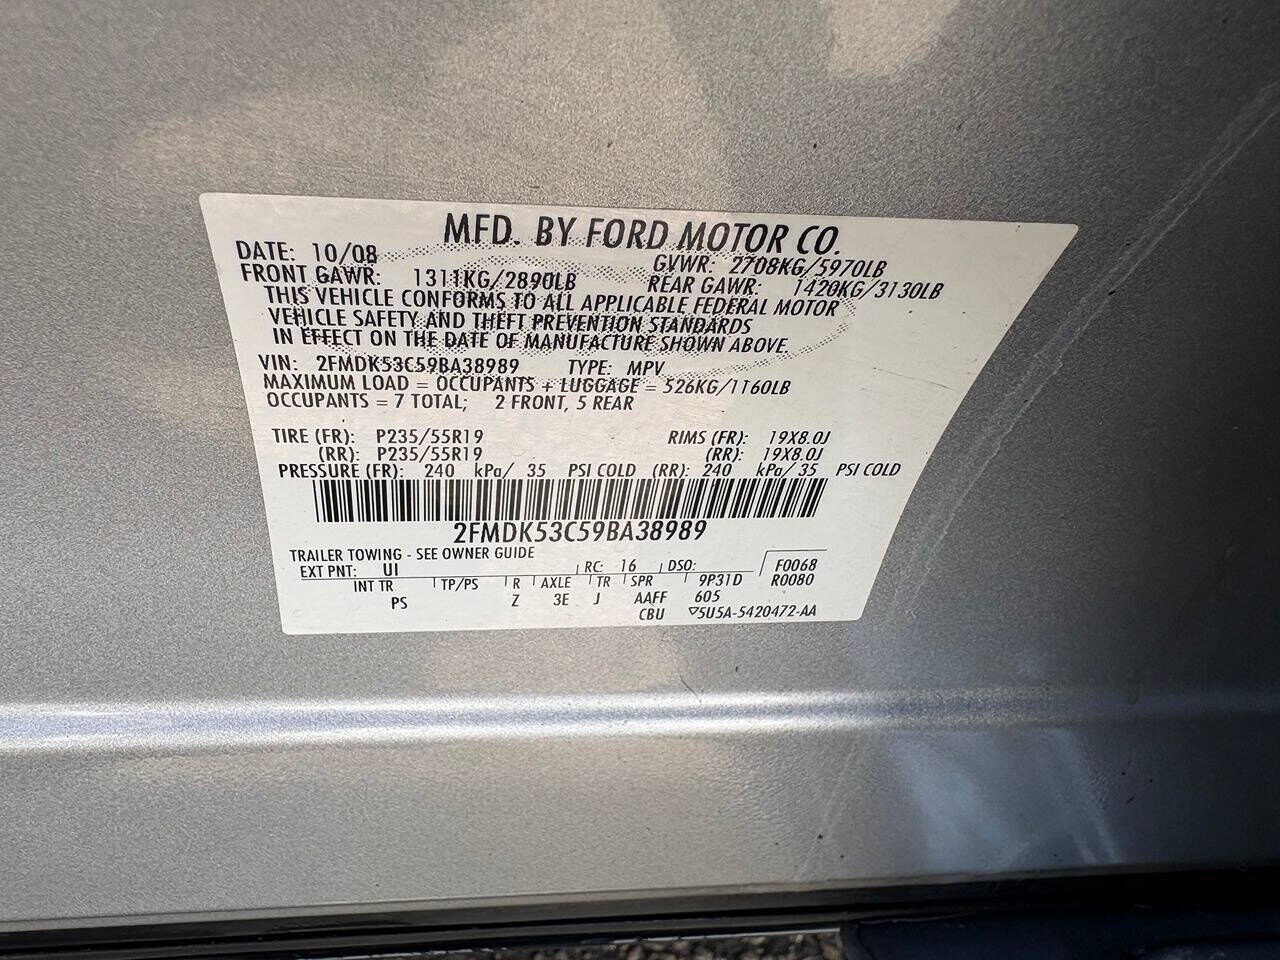 MFD. BY FORD MOTOR CO.
DATE: 10/08 GVWR: 2708KG/5970LB
FRONT GAWR: 1311KG/2890LB REAR GAWR: 1420KG/3130LB
THIS VEHICLE CONFORMS TO ALL APPLICABLE FEDERAL MOTOR
VEHICLE SAFETY AND THEFT PREVENTION STANDARDS
IN EFFECT ON THE DATE OF MANUFACTURE SHOWN ABOVE.
VIN: 2FMDK53C59BA38989 TYPE: MPV
MAXIMUM LOAD = OCCUPANTS + LUGGAGE = 526KG/1160LB
OCCUPANTS = 7 TOTAL; 2 FRONT, 5 REAR
TIRE (FR): P235/55R19 RIMS (FR): 19X8.0J
(RR): P235/55R19 (RR): 19X8.0J
PRESSURE (FR): 240 kPa/ 35 PSI COLD (RR): 240 kPa/ 35 PSI COLD
2FMDK53C59BA38989
TRAILER TOWING - SEE OWNER GUIDE
EXT PNT: UI RC: 16 DSO: F0068
INT TR TP/PS R AXLE TR SPR 9P31D R0080
PS Z 3E J AAFF 605
CBU ▽5U5A-5420472-AA